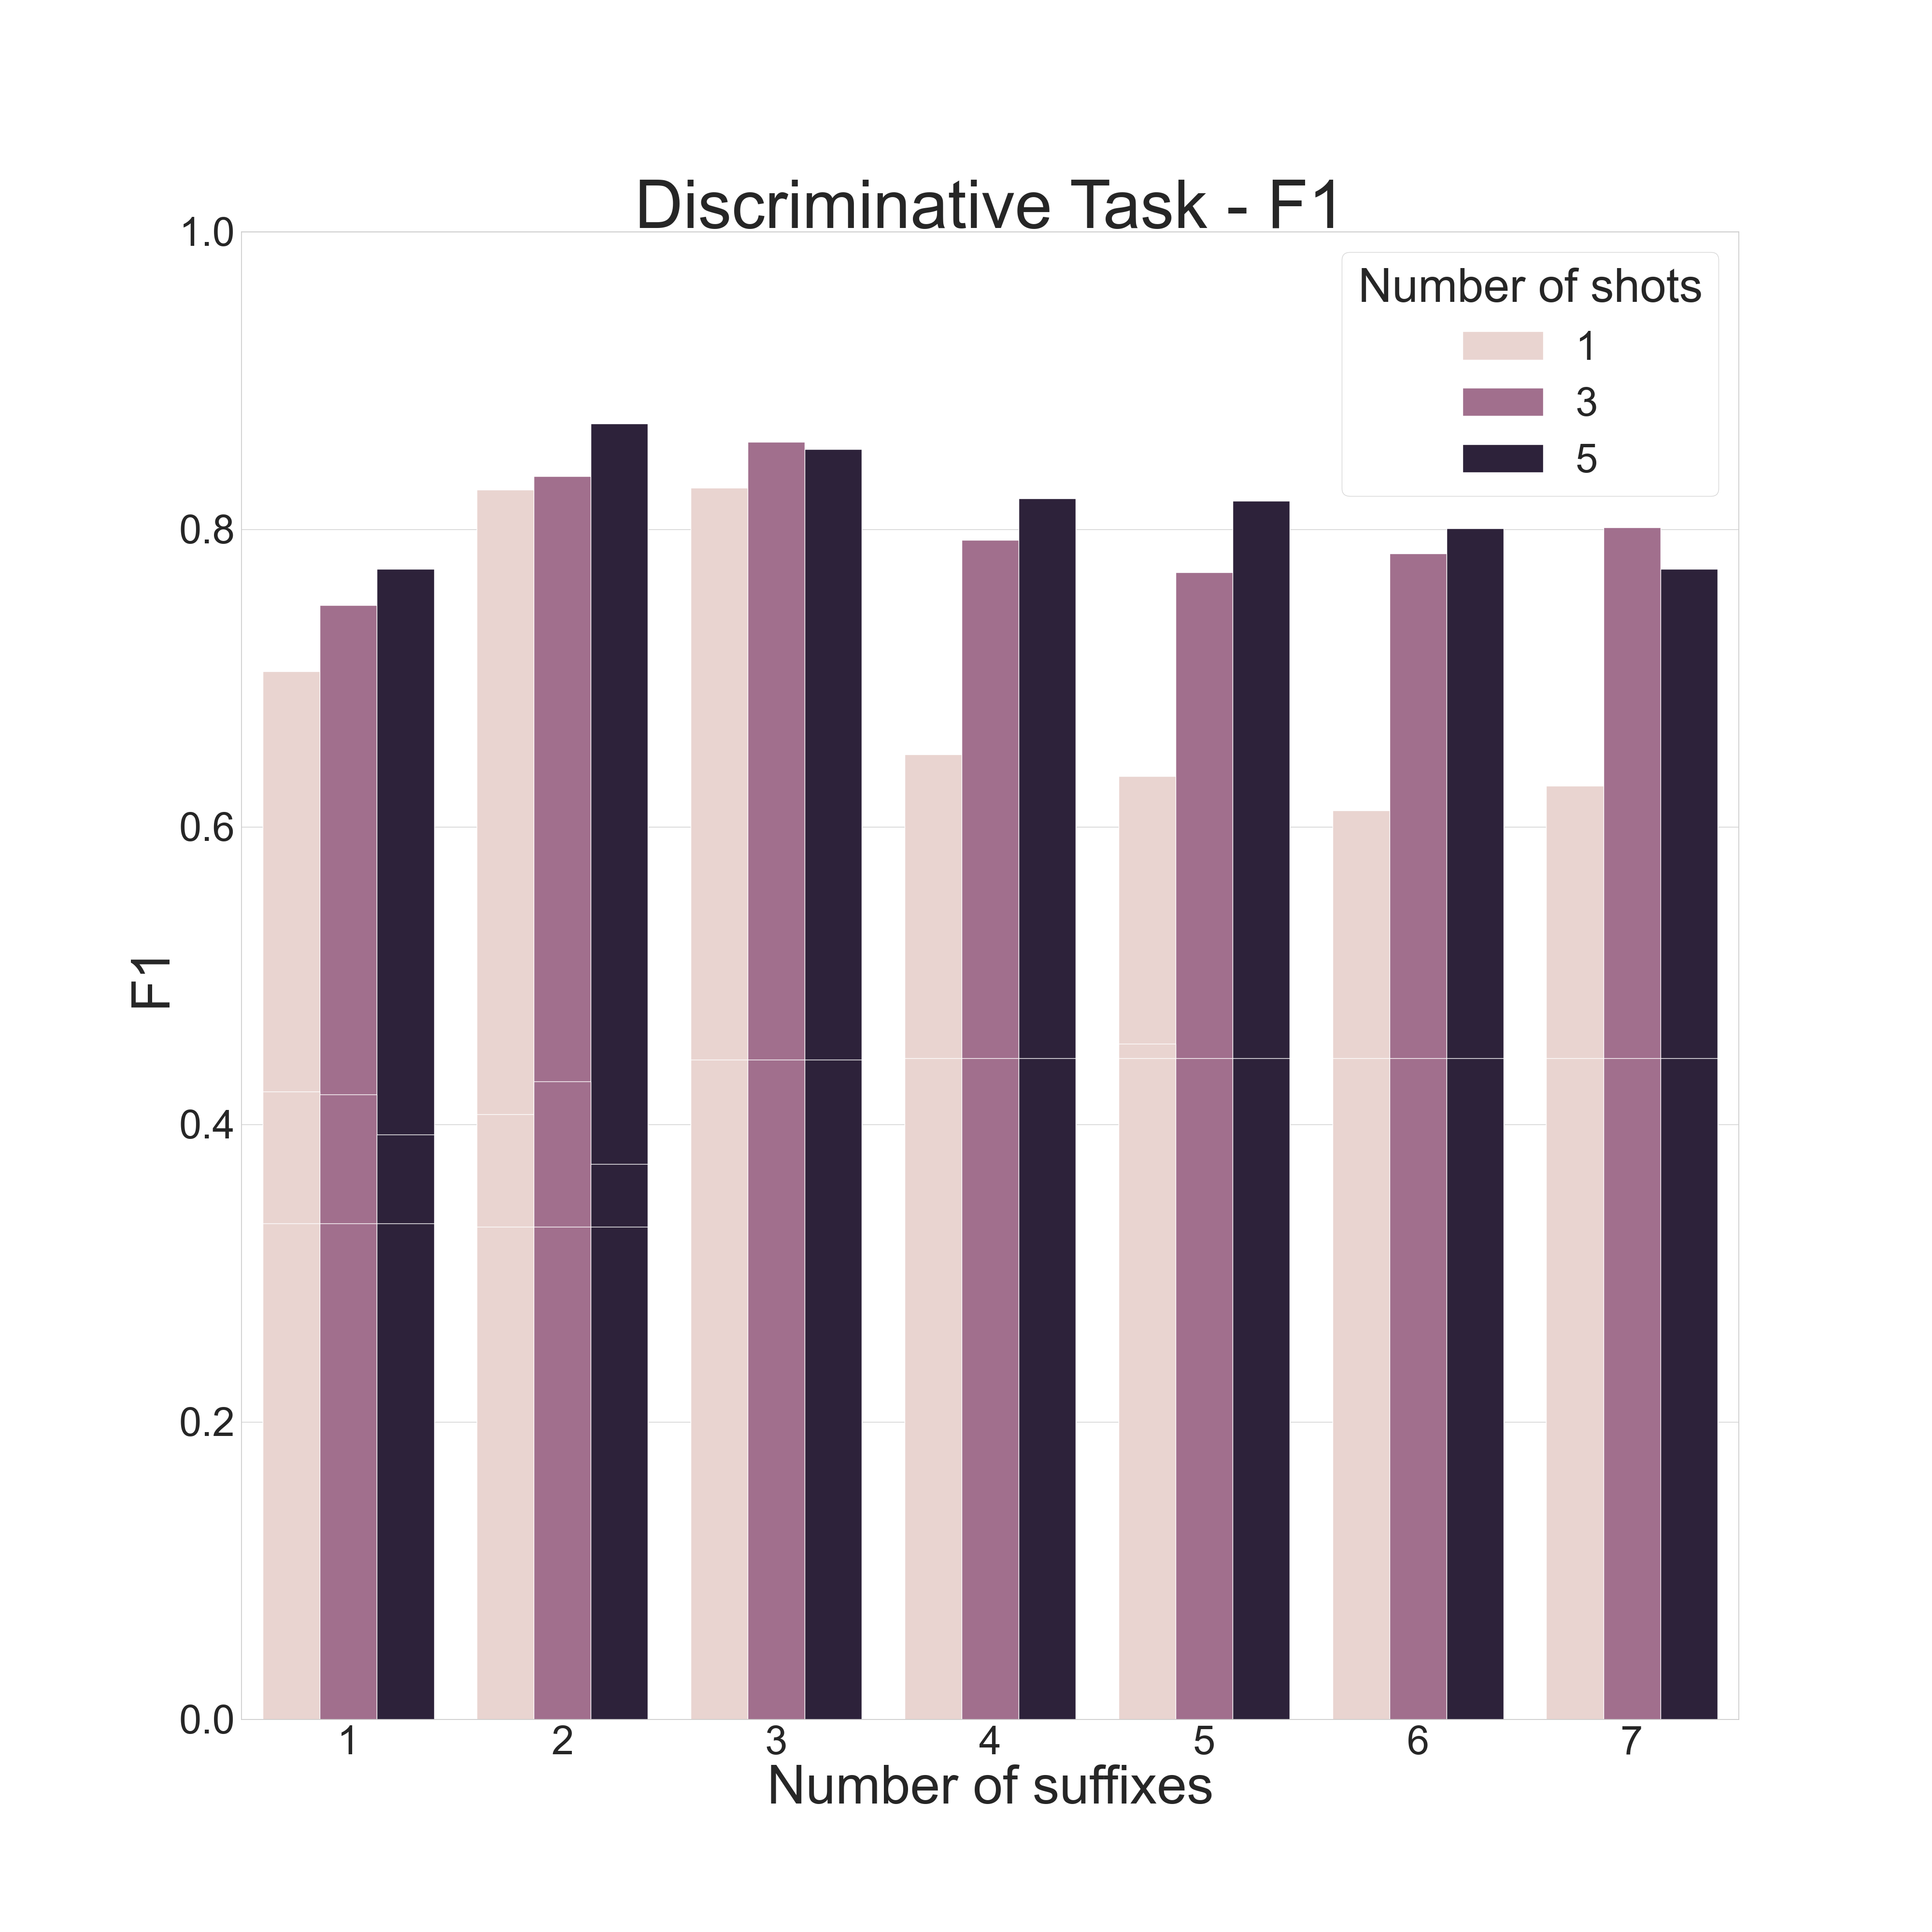 Discriminative Task - F1
1.0
0.8
0.6
0.4
0.2
0.0
F1
Number of shots
1
3
5
1 2 3 4 5 6 7
Number of suffixes